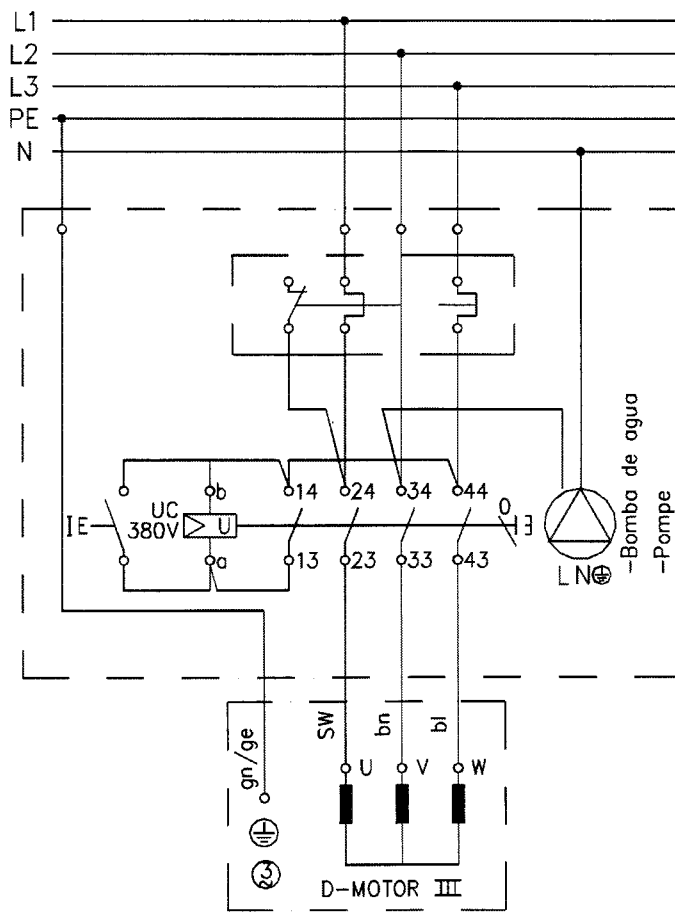 L1
L2
L3
PE
N
b
14
24
34
44
0
I E
UC
380V
U
E
a
13
23
33
43
L N
-Bomba de agua
-Pompe
gn/ge
SW
bn
bl
U
V
W
3
D-MOTOR III